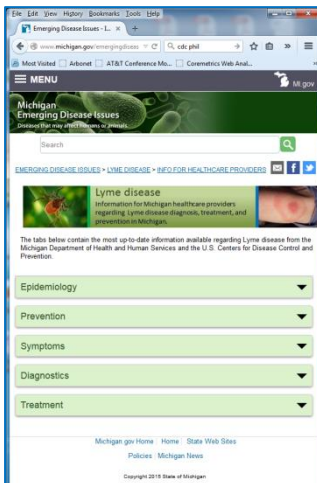 File Edit View History Bookmarks Tools Help
Emerging Disease Issues - L...
www.michigan.gov/emergingdiseas
cdc phil
Most Visited Arbonet AT&T Conference Mo... Coremetrics Web Anal...
MENU
MI.gov
Michigan
Emerging Disease Issues
Diseases that may affect humans or animals.
Search
EMERGING DISEASE ISSUES > LYME DISEASE > INFO FOR HEALTHCARE PROVIDERS
Lyme disease
Information for Michigan healthcare providers
regarding Lyme disease diagnosis, treatment, and
prevention in Michigan.
The tabs below contain the most up-to-date information available regarding Lyme disease from the
Michigan Department of Health and Human Services and the U.S. Centers for Disease Control and
Prevention.
Epidemiology
Prevention
Symptoms
Diagnostics
Treatment
Michigan.gov Home Home State Web Sites
Policies Michigan News
Copyright 2015 State of Michigan